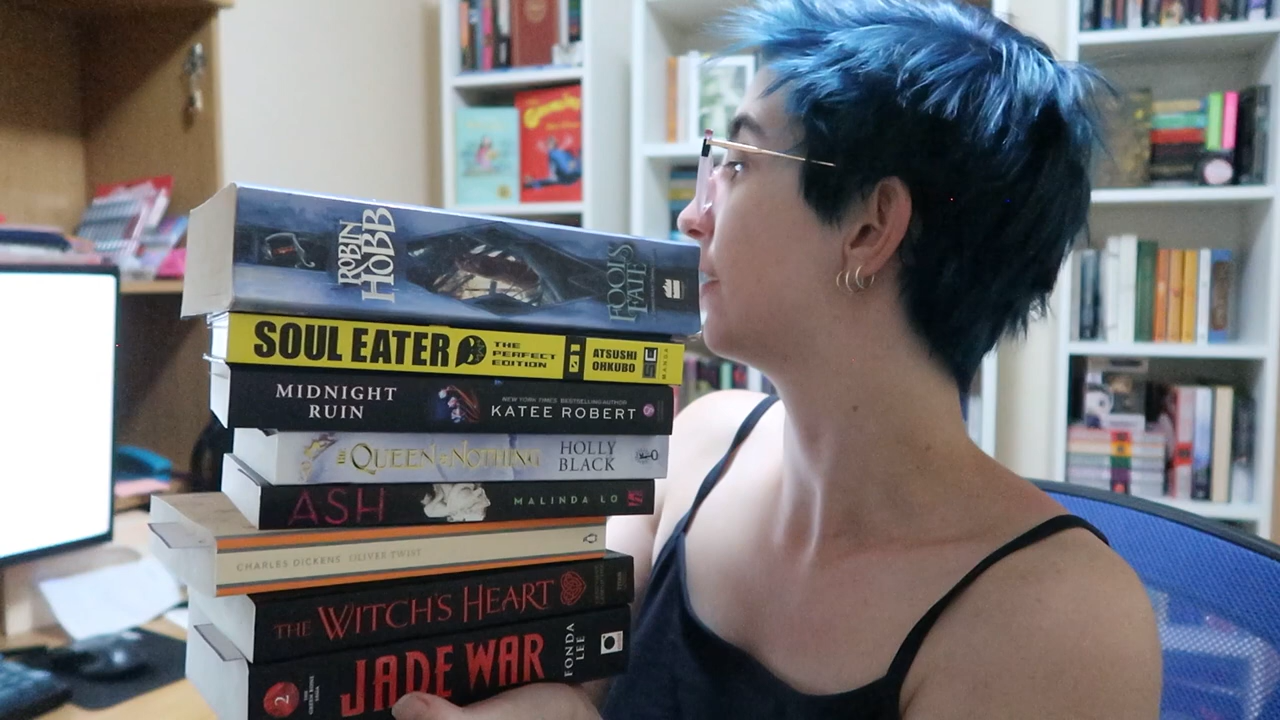 ROBIN
HOBB
FOOL'S
FATE
SOUL EATER
THE
PERFECT
EDITION
01
ATSUSHI
OHKUBO
MIDNIGHT
RUIN
NEW YORK TIMES BESTSELLING AUTHOR
KATEE ROBERT
THE QUEEN OF NOTHING
HOLLY
BLACK
ASH
MALINDA LO
CHARLES DICKENS OLIVER TWIST
THE WITCH'S HEART
2
JADE WAR
FONDA
LEE